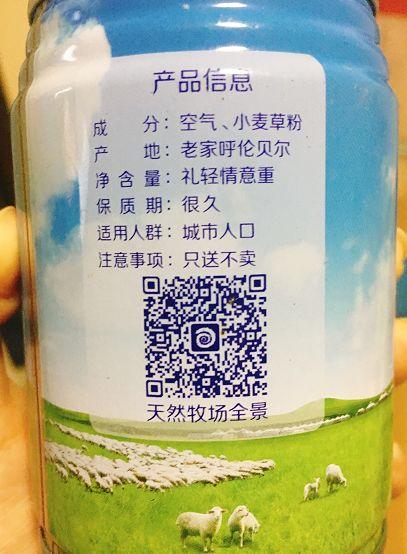 产品信息
成 分：空气、小麦草粉
产 地：老家呼伦贝尔
净 含 量：礼轻情意重
保 质 期：很久
适用人群：城市人口
注意事项：只送不卖
天然牧场全景